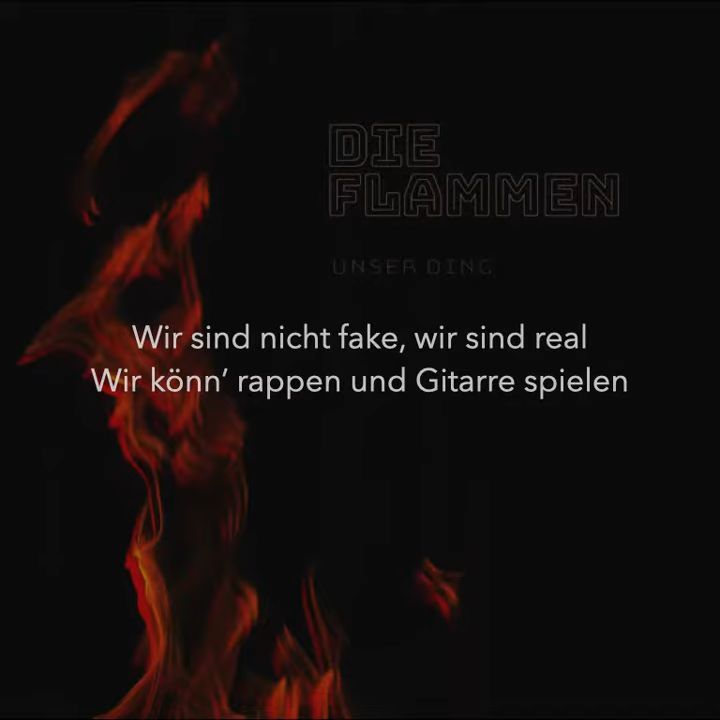 DIE
FLAMMEN
UNSER DING
Wir sind nicht fake, wir sind real
Wir könn’ rappen und Gitarre spielen